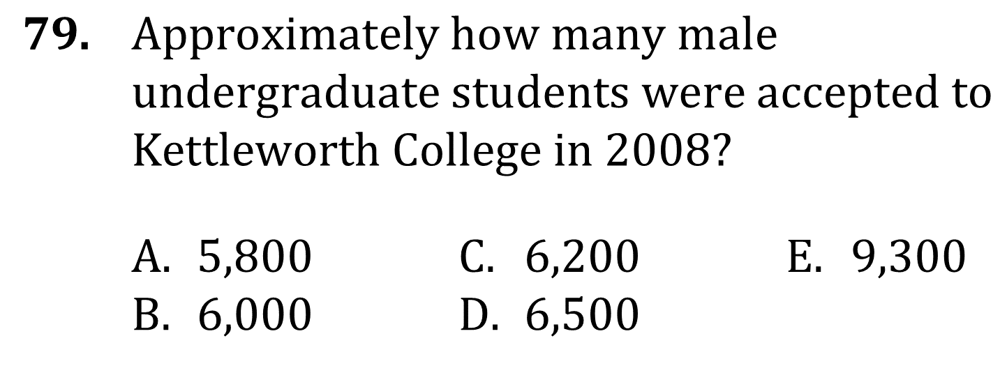 79. Approximately how many male
undergraduate students were accepted to
Kettleworth College in 2008?
A. 5,800 C. 6,200 E. 9,300
B. 6,000 D. 6,500